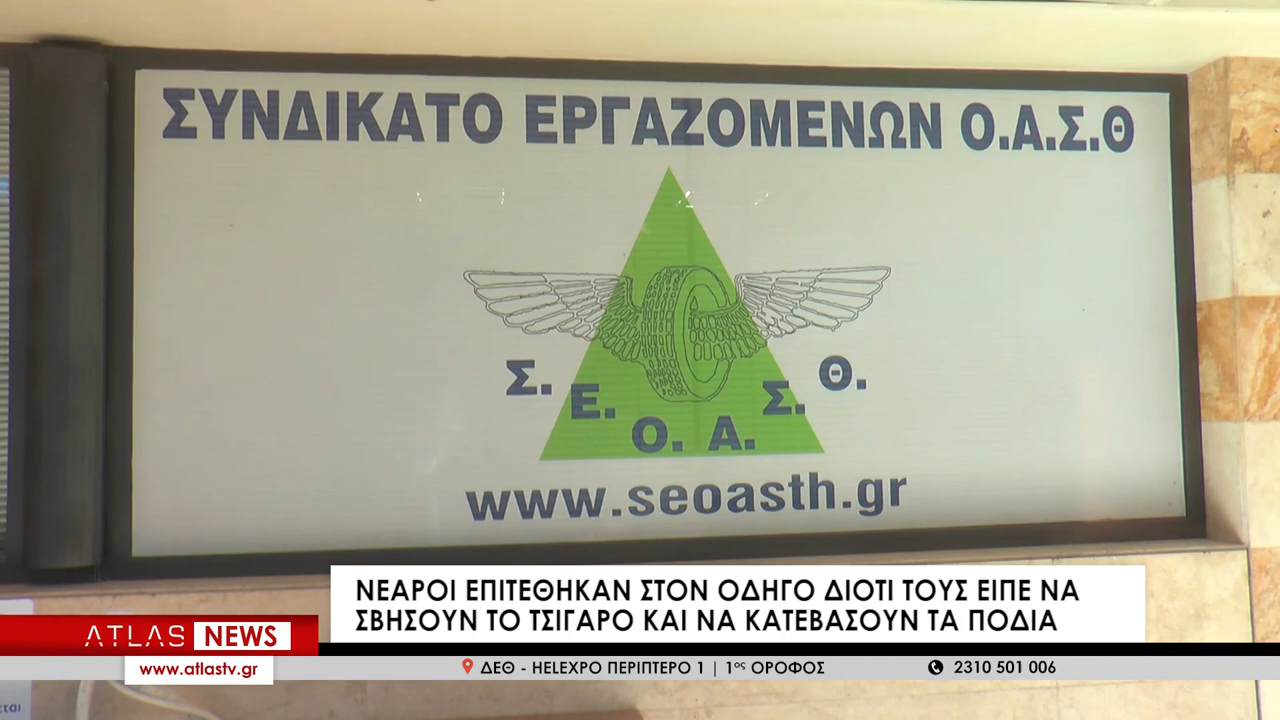 ΣΥΝΔΙΚΑΤΟ ΕΡΓΑΖΟΜΕΝΩΝ Ο.Α.Σ.Θ
Σ. Ε. Ο. Α. Σ. Θ.
www.seoasth.gr
ΝΕΑΡΟΙ ΕΠΙΤΕΘΗΚΑΝ ΣΤΟΝ ΟΔΗΓΟ ΔΙΟΤΙ ΤΟΥΣ ΕΙΠΕ ΝΑ
ΣΒΗΣΟΥΝ ΤΟ ΤΣΙΓΑΡΟ ΚΑΙ ΝΑ ΚΑΤΕΒΑΣΟΥΝ ΤΑ ΠΟΔΙΑ
ATLAS NEWS
www.atlastv.gr
ΔΕΘ - HELEXPO ΠΕΡΙΠΤΕΡΟ 1 | 1ος ΟΡΟΦΟΣ 2310 501 006